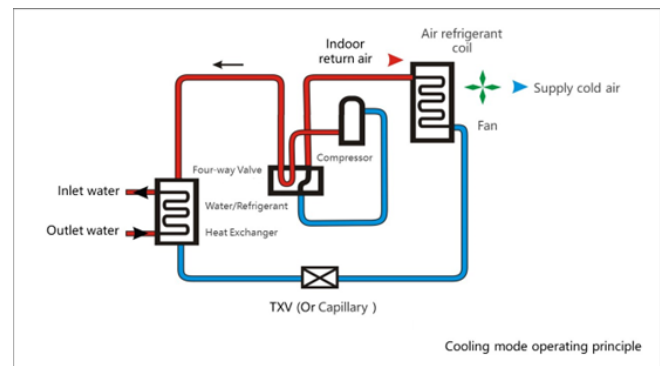 Air refrigerant
coil
Indoor
return air
Supply cold air
Fan
Compressor
Four-way Valve
Inlet water
Water/Refrigerant
Outlet water
Heat Exchanger
TXV (Or Capillary )
Cooling mode operating principle